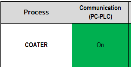 Process
Communication
(PC-PLC)
COATER
On